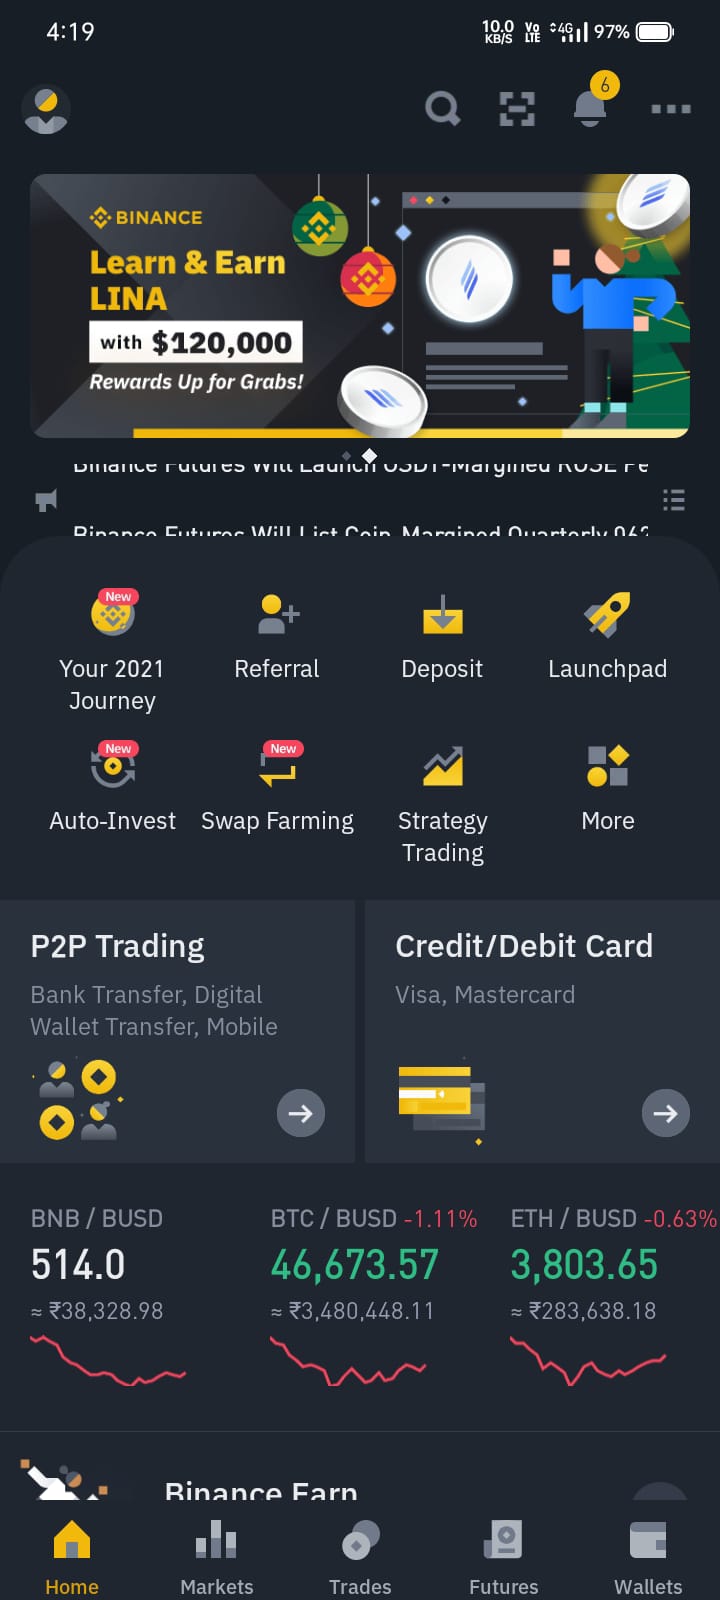 4:19
10.0 KB/S Vo LTE 4G 97%
6
BINANCE
Learn & Earn
LINA
with $120,000
Rewards Up for Grabs!
Binance Futures Will Launch USDT-Margined ROSE Pe
Binance Futures Will List Coin-Margined Quarterly 062
New
Your 2021
Journey
Referral
Deposit
Launchpad
New
Auto-Invest
New
Swap Farming
Strategy
Trading
More
P2P Trading
Bank Transfer, Digital
Wallet Transfer, Mobile
Credit/Debit Card
Visa, Mastercard
BNB / BUSD
514.0
≈ ₹38,328.98
BTC / BUSD -1.11%
46,673.57
≈ ₹3,480,448.11
ETH / BUSD -0.63%
3,803.65
≈ ₹283,638.18
Binance Earn
Home
Markets
Trades
Futures
Wallets